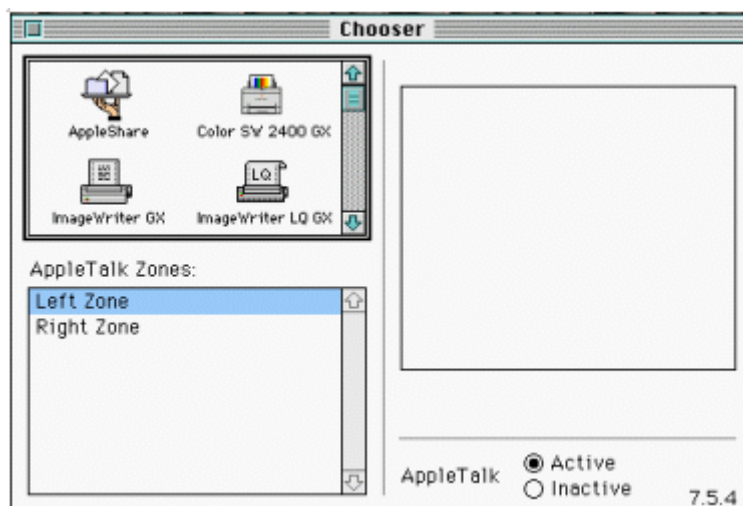 Chooser
AppleShare
Color SW 2400 GX
ImageWriter GX
LQ
ImageWriter LQ GX
AppleTalk Zones:
Left Zone
Right Zone
AppleTalk
Active
Inactive
7.5.4